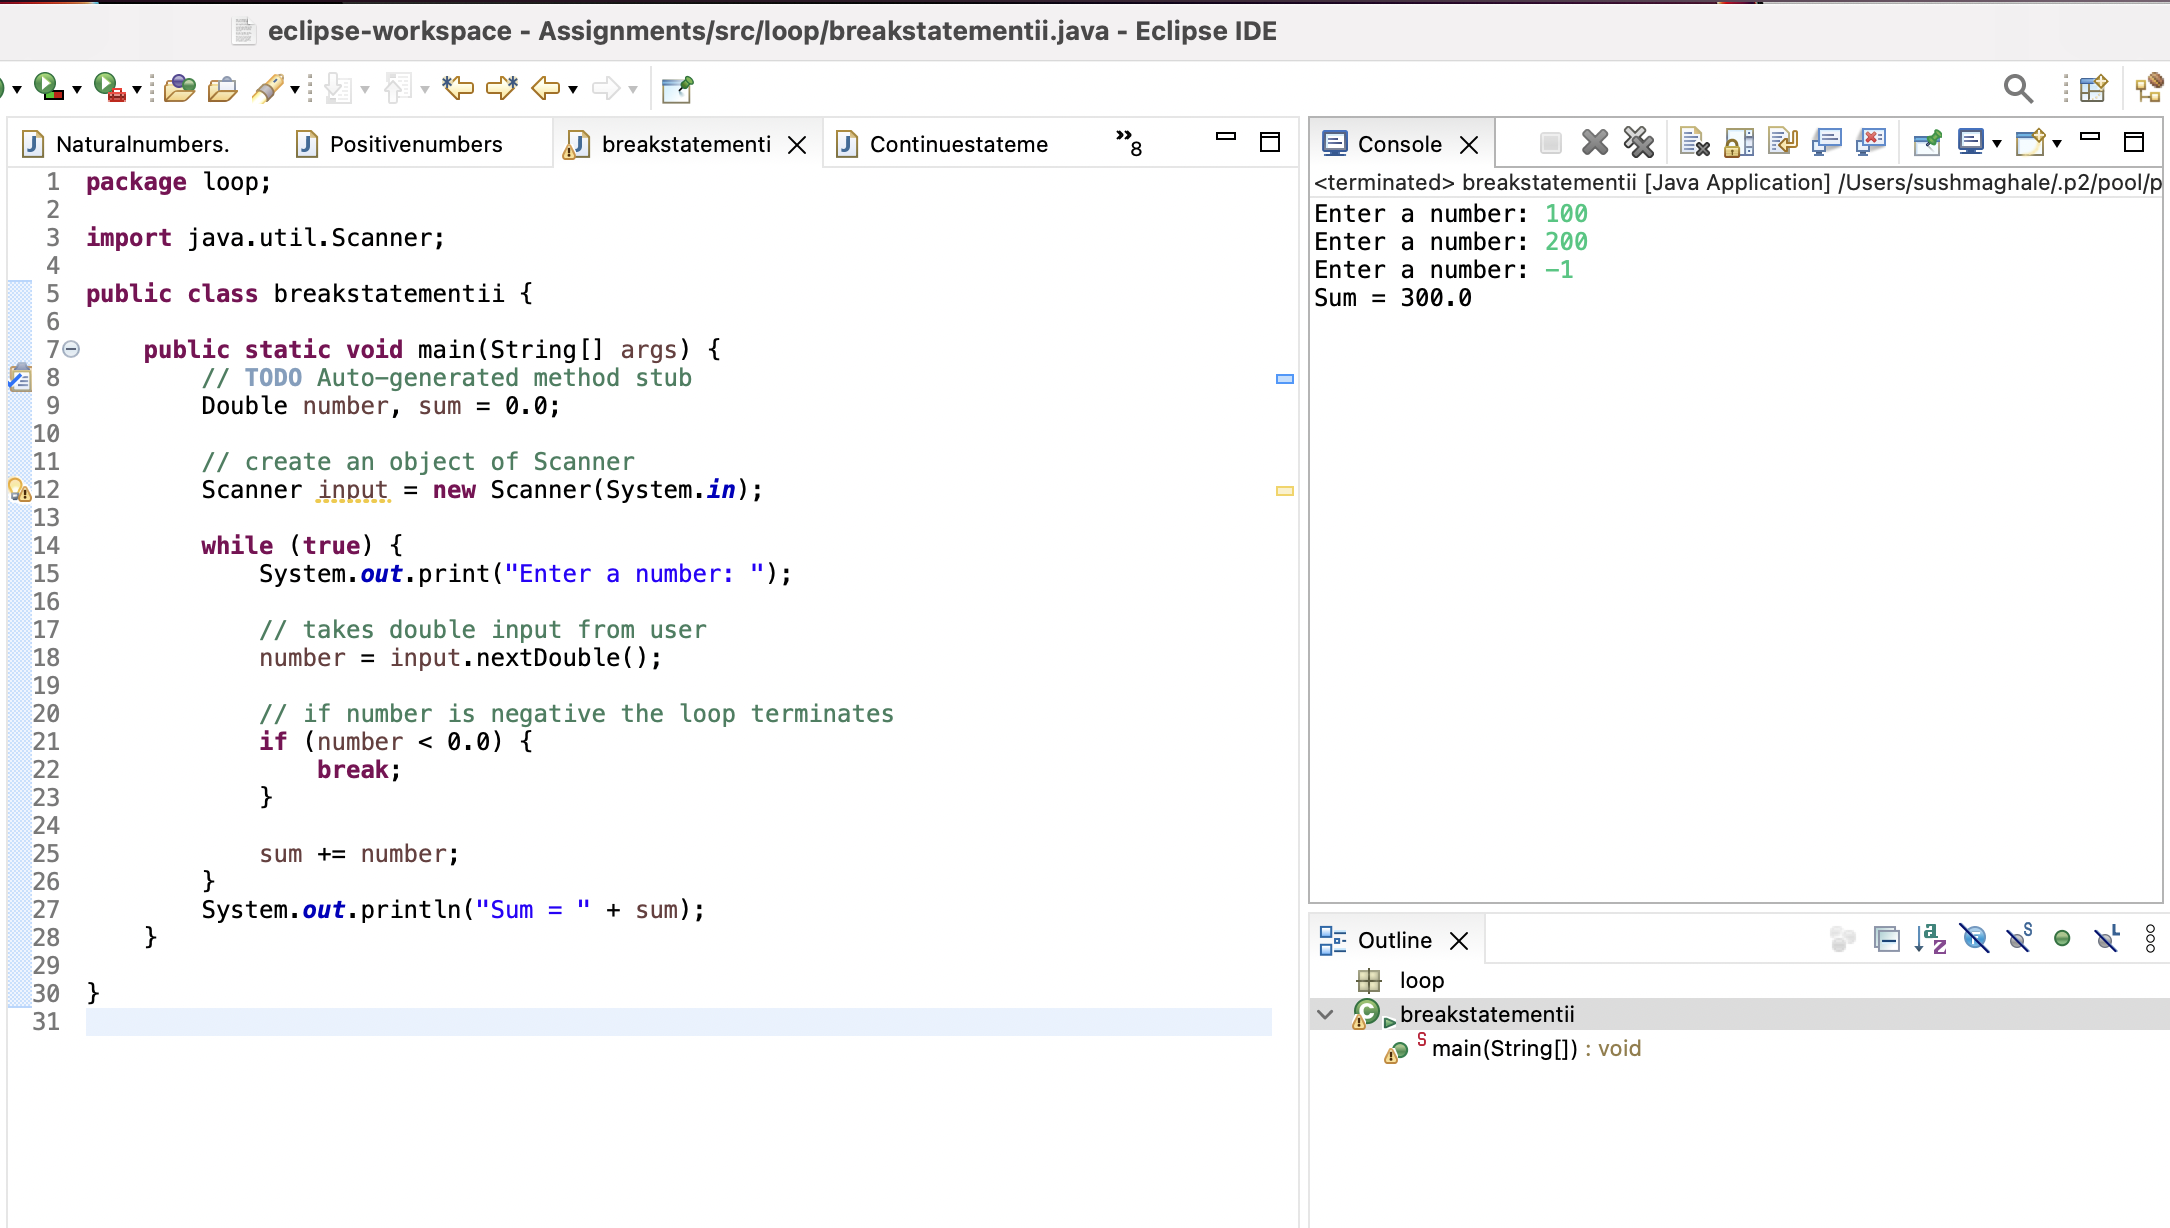 eclipse-workspace - Assignments/src/loop/breakstatementii.java - Eclipse IDE
Naturalnumbers.
Positivenumbers
breakstatementi
Continuestateme
»8
1 package loop;
2
3 import java.util.Scanner;
4
5 public class breakstatementii {
6
7     public static void main(String[] args) {
8         // TODO Auto-generated method stub
9         Double number, sum = 0.0;
10
11         // create an object of Scanner
12         Scanner input = new Scanner(System.in);
13
14         while (true) {
15             System.out.print("Enter a number: ");
16
17             // takes double input from user
18             number = input.nextDouble();
19
20             // if number is negative the loop terminates
21             if (number < 0.0) {
22                 break;
23             }
24
25             sum += number;
26         }
27         System.out.println("Sum = " + sum);
28     }
29
30 }
31
Console
<terminated> breakstatementii [Java Application] /Users/sushmaghale/.p2/pool/p
Enter a number: 100
Enter a number: 200
Enter a number: -1
Sum = 300.0
Outline
loop
breakstatementii
main(String[]) : void